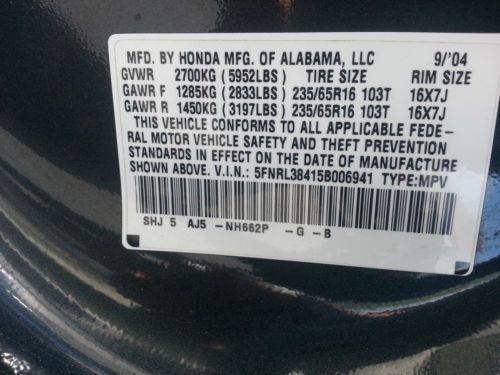 MFD. BY HONDA MFG. OF ALABAMA, LLC 9/'04
GVWR 2700KG (5952LBS) TIRE SIZE RIM SIZE
GAWR F 1285KG (2833LBS) 235/65R16 103T 16X7J
GAWR R 1450KG (3197LBS) 235/65R16 103T 16X7J
THIS VEHICLE CONFORMS TO ALL APPLICABLE FEDE-
RAL MOTOR VEHICLE SAFETY AND THEFT PREVENTION
STANDARDS IN EFFECT ON THE DATE OF MANUFACTURE
SHOWN ABOVE. V.I.N.: 5FNRL38415B006941 TYPE:MPV
SHJ 5 AJ5 -NH662P -G -B